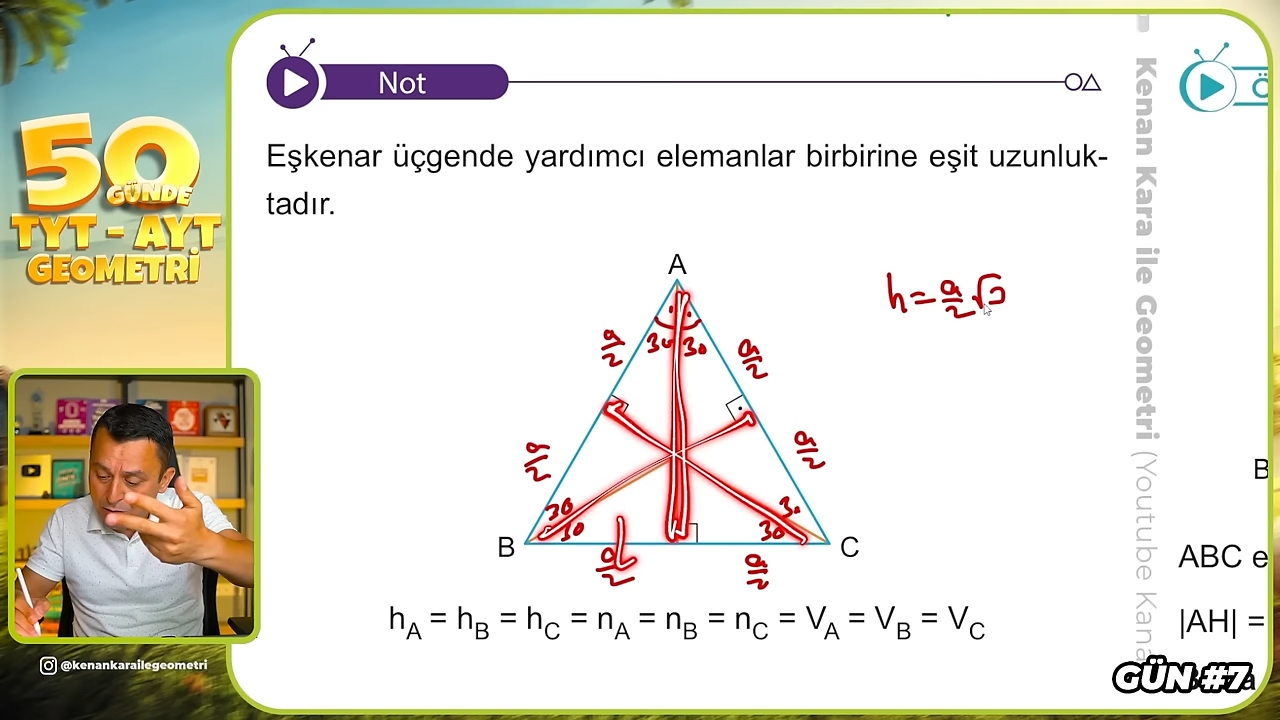 Not
50
GÜNDE
TYT - AYT
GEOMETRİ
Eşkenar üçgende yardımcı elemanlar birbirine eşit uzunluk-
tadır.
A
h = a/2 √3
a/2
a/2
30 30
a/2
a/2
30
30
30
30
B
C
a/2
a/2
hA = hB = hC = nA = nB = nC = VA = VB = VC
Kenan Kara ile Geometri (Youtube Kana
B
ABC e
|AH| =
@kenankarailegeometri
GÜN #7